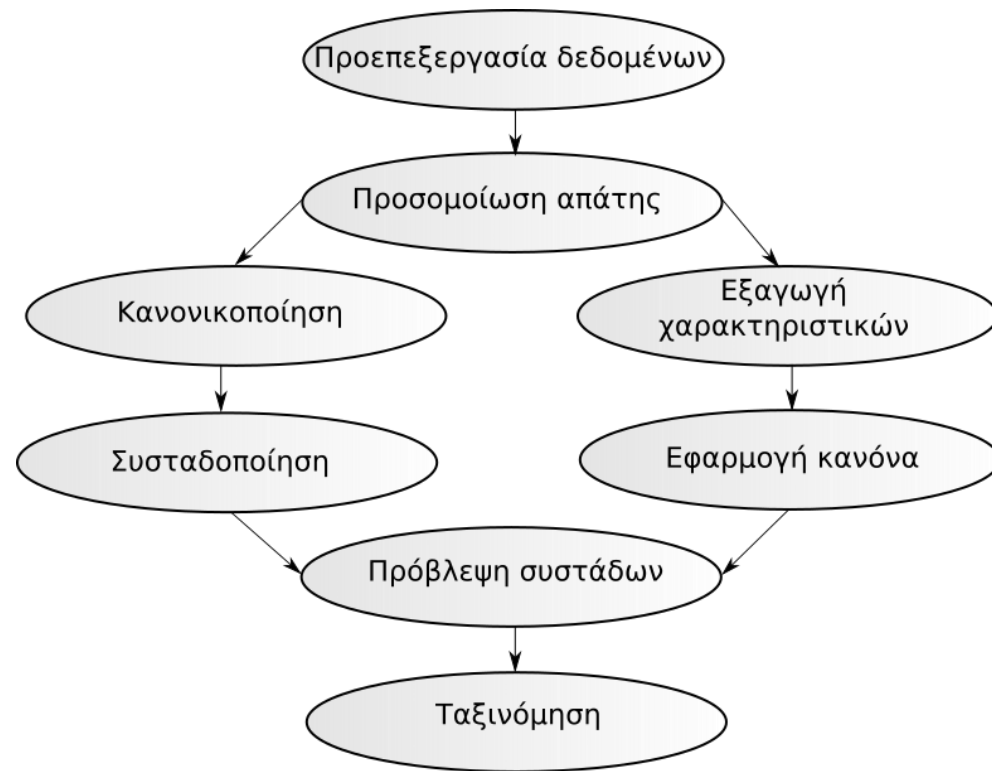 Προεπεξεργασία δεδομένων
Προσομοίωση απάτης
Κανονικοποίηση
Εξαγωγή
χαρακτηριστικών
Συσταδοποίηση
Εφαρμογή κανόνα
Πρόβλεψη συστάδων
Ταξινόμηση